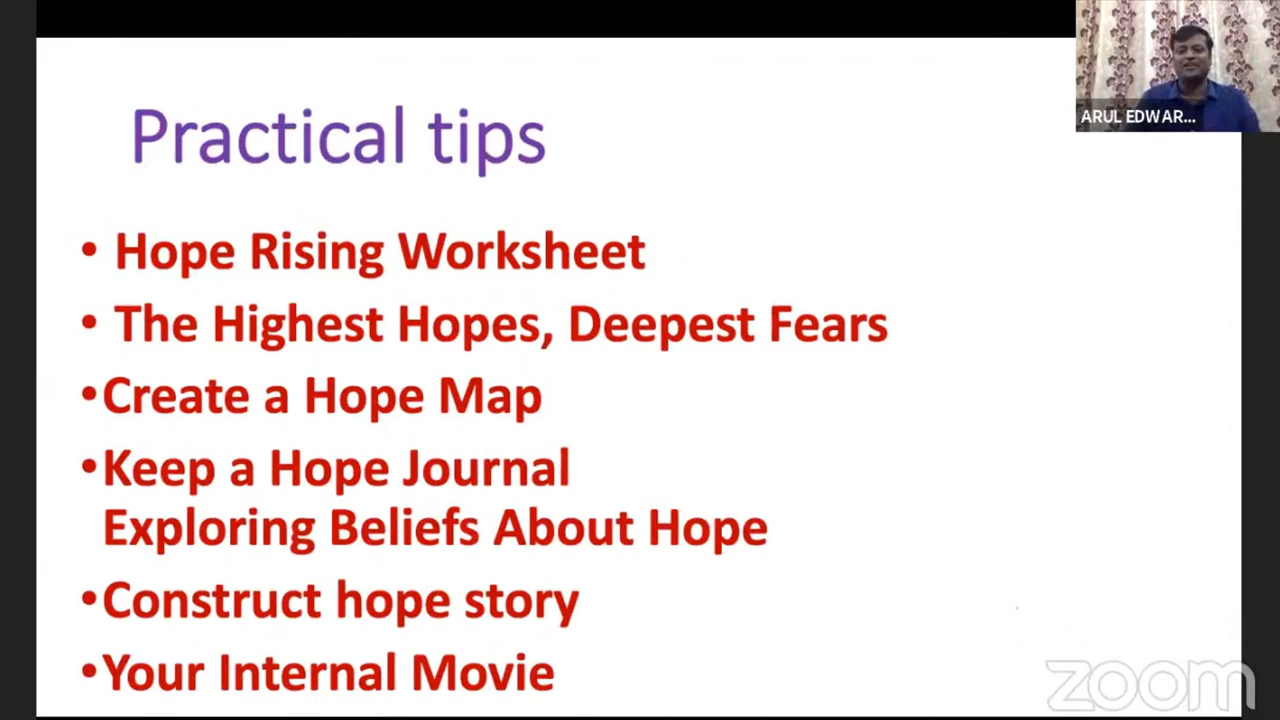 ARUL EDWAR...
Practical tips
• Hope Rising Worksheet
• The Highest Hopes, Deepest Fears
•Create a Hope Map
•Keep a Hope Journal
Exploring Beliefs About Hope
•Construct hope story
•Your Internal Movie
zoom